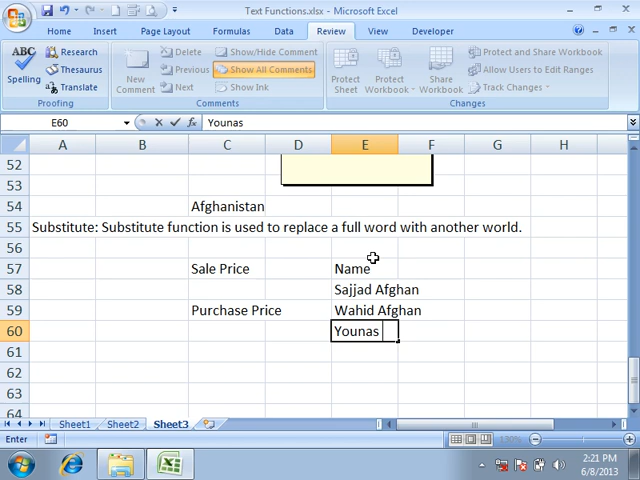 Text Functions.xlsx - Microsoft Excel
Home Insert Page Layout Formulas Data Review View Developer
ABC Research Delete Show/Hide Comment Protect and Share Workbook
Spelling Thesaurus New Comment Previous Show All Comments Protect Sheet Protect Workbook Share Workbook Allow Users to Edit Ranges
Translate Next Show Ink Track Changes
Proofing Comments Changes
E60 fx Younas
A B C D E F G H
52
53
54 Afghanistan
55 Substitute: Substitute function is used to replace a full word with another world.
56
57 Sale Price Name
58 Sajjad Afghan
59 Purchase Price Wahid Afghan
60 Younas
61
62
63
64
Sheet1 Sheet2 Sheet3
Enter 130%
2:21 PM
6/8/2013